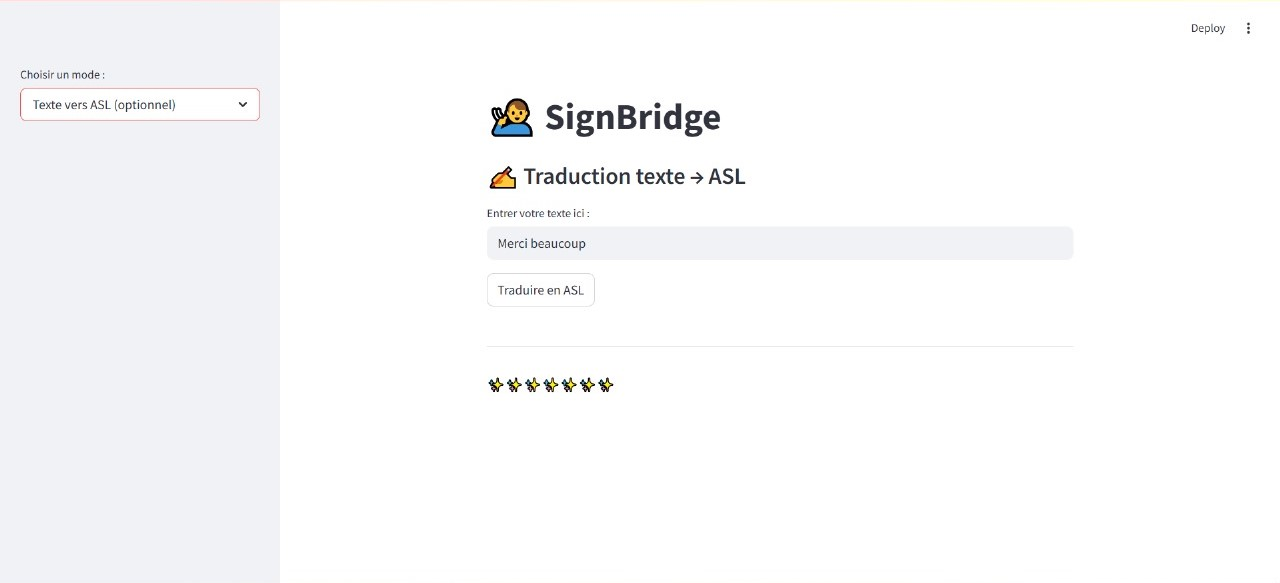 Deploy
Choisir un mode :
Texte vers ASL (optionnel)
SignBridge
Traduction texte → ASL
Entrer votre texte ici :
Merci beaucoup
Traduire en ASL